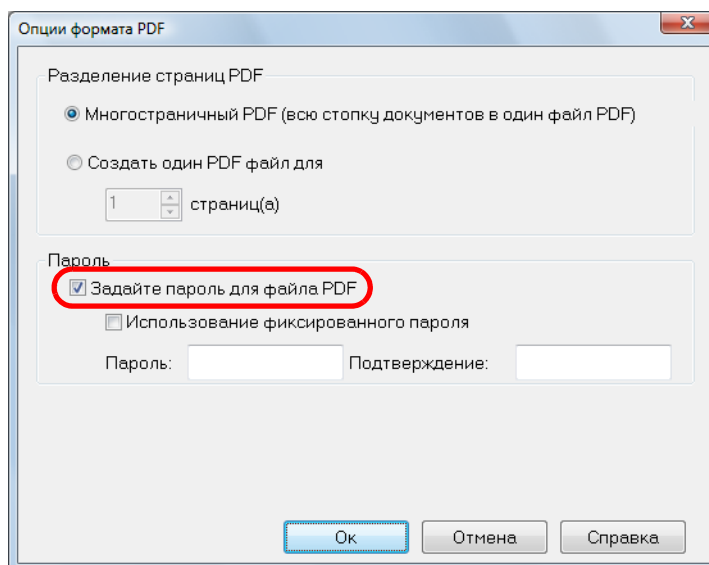 Опции формата PDF
Разделение страниц PDF
Многостраничный PDF (всю стопку документов в один файл PDF)
Создать один PDF файл для
1 страниц(а)
Пароль
Задайте пароль для файла PDF
Использование фиксированного пароля
Пароль: Подтверждение:
Ок Отмена Справка